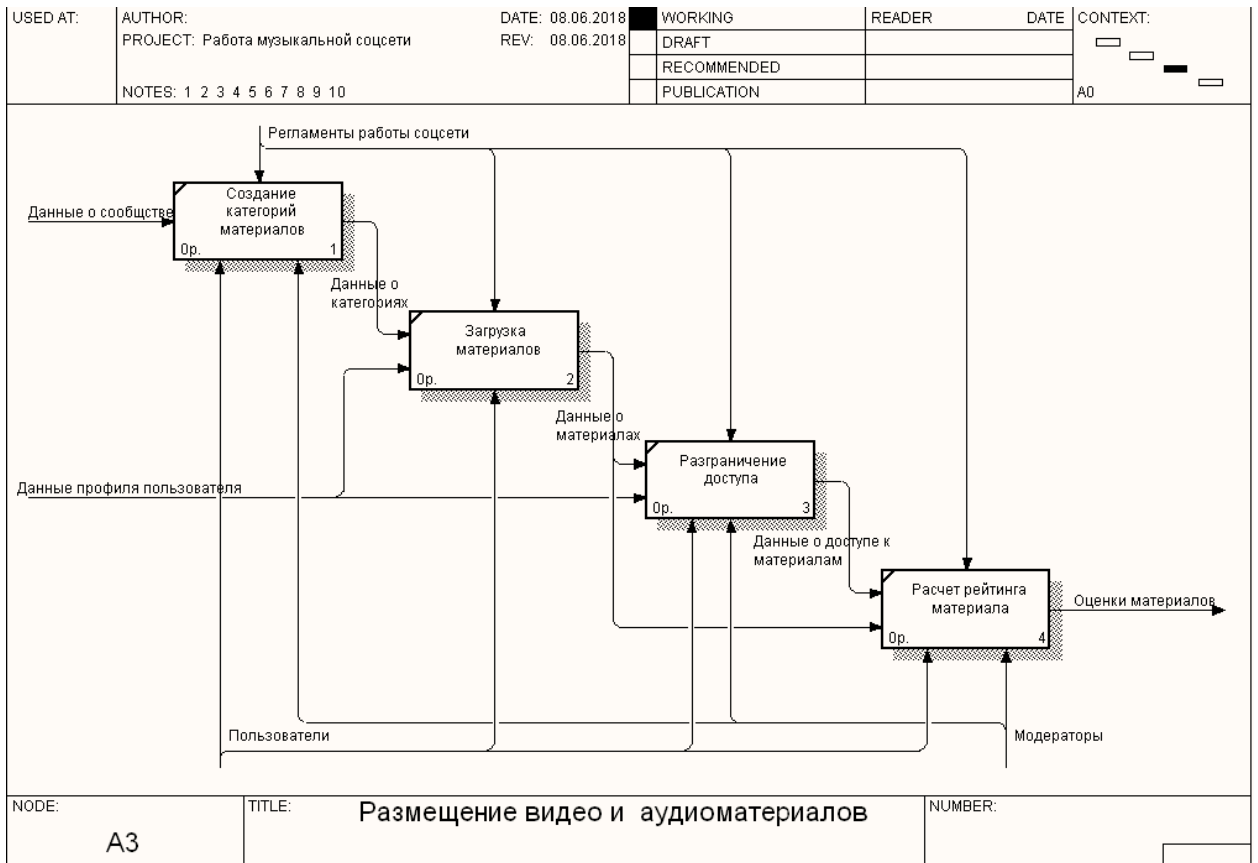 USED AT:
AUTHOR:
DATE: 08.06.2018
PROJECT: Работа музыкальной соцсети
REV: 08.06.2018
NOTES: 1 2 3 4 5 6 7 8 9 10
WORKING
DRAFT
RECOMMENDED
PUBLICATION
READER
DATE
CONTEXT:
A0
Регламенты работы соцсети
Данные о сообщстве
Создание
категорий
материалов
0р.
1
Данные о
категориях
Загрузка
материалов
0р.
2
Данные о
материалах
Данные профиля пользователя
Разграничение
доступа
0р.
3
Данные о доступе к
материалам
Расчет рейтинга
материала
0р.
4
Оценки материалов
Пользователи
Модераторы
NODE:
A3
TITLE:
Размещение видео и аудиоматериалов
NUMBER: